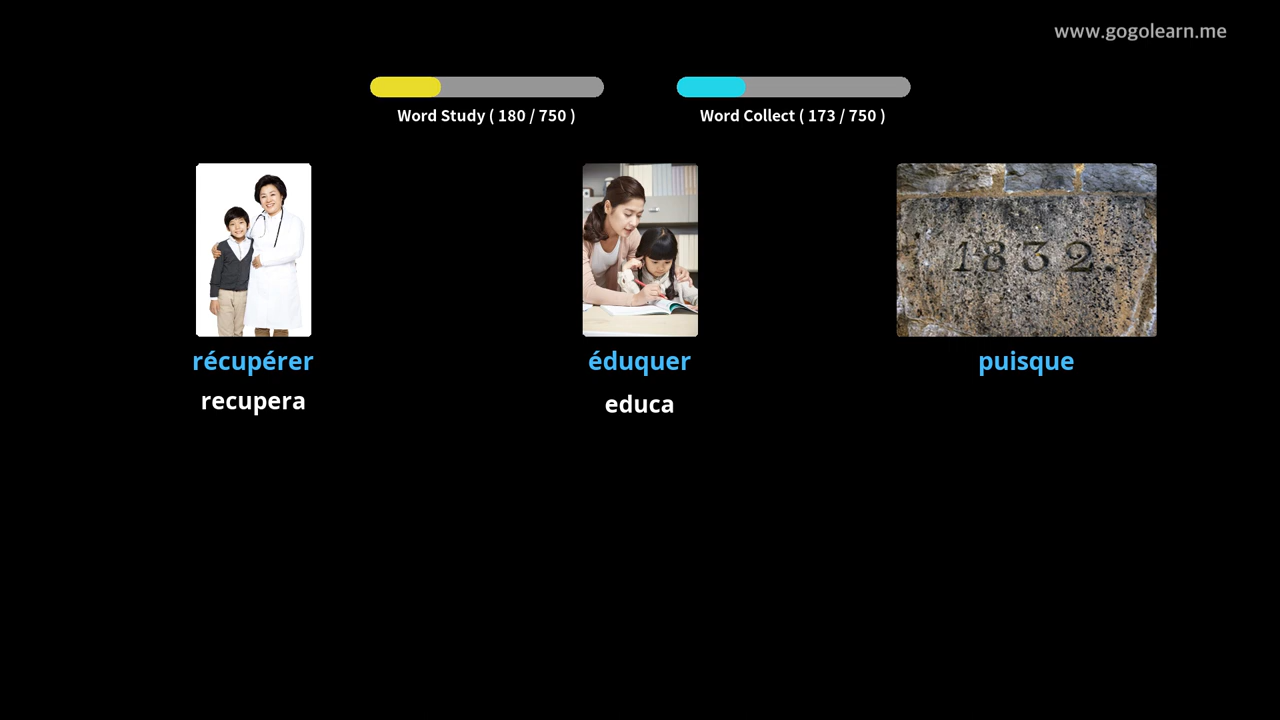 www.gogolearn.me
Word Study ( 180 / 750 )
Word Collect ( 173 / 750 )
1832.
récupérer
éduquer
puisque
recupera
educa